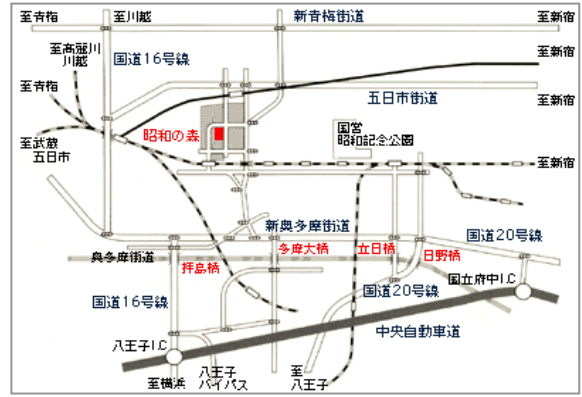 至青梅
至川越
新青梅街道
至新宿
至高麗川
川越
国道16号線
至新宿
至青梅
五日市街道
至新宿
昭和の森
国営
昭和記念公園
至武蔵
五日市
至新宿
新奥多摩街道
国道20号線
奥多摩街道
拝島橋
多摩大橋
立日橋
日野橋
国立府中I.C
国道16号線
国道20号線
中央自動車道
八王子I.C
至横浜
八王子
バイパス
至
八王子